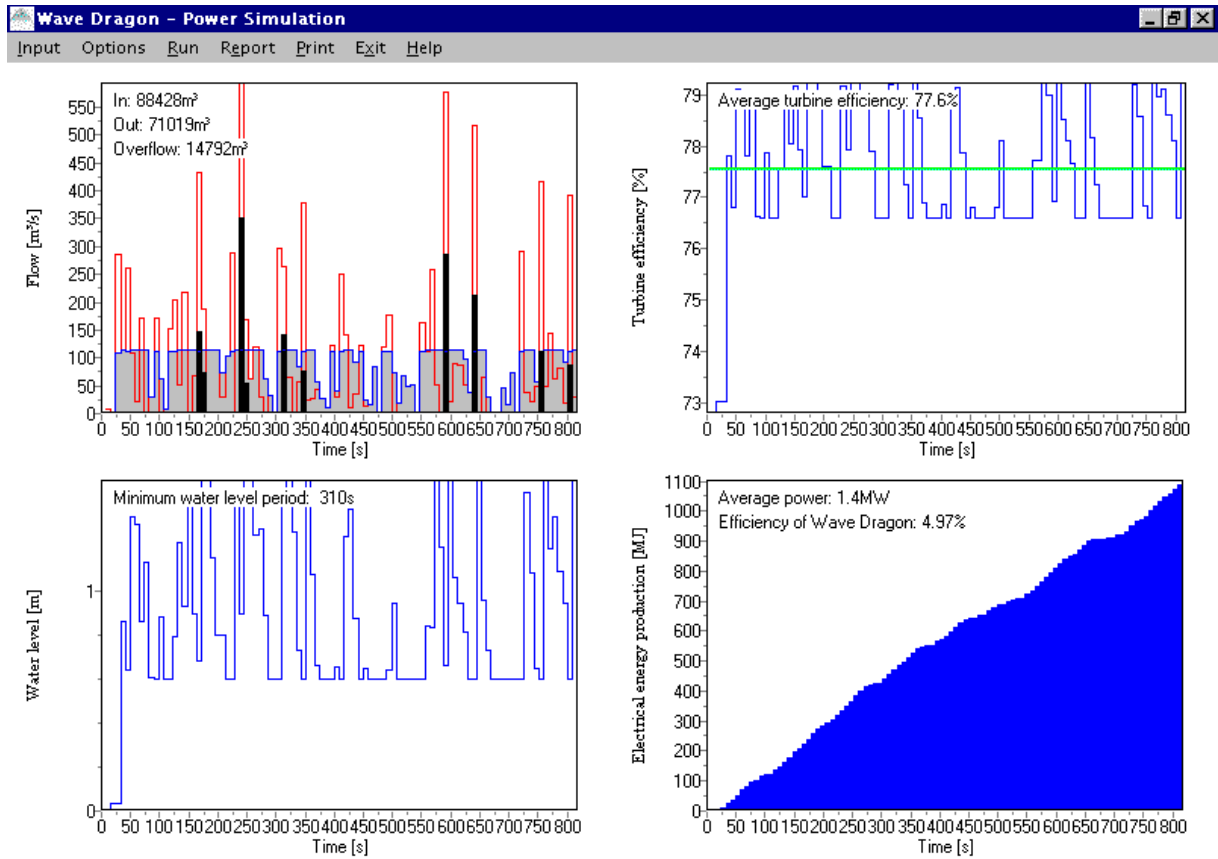 Wave Dragon - Power Simulation
Input Options Run Report Print Exit Help
In: 88428m³
Out: 71019m³
Overflow: 14792m³
Flow [m³/s]
550
500
450
400
350
300
250
200
150
100
50
0
0 50 100 150 200 250 300 350 400 450 500 550 600 650 700 750 800
Time [s]
Average turbine efficiency: 77.6%
Turbine efficiency [%]
79
78
77
76
75
74
73
0 50 100 150 200 250 300 350 400 450 500 550 600 650 700 750 800
Time [s]
Minimum water level period: 310s
Water level [m]
1
0
0 50 100 150 200 250 300 350 400 450 500 550 600 650 700 750 800
Time [s]
Average power: 1.4MW
Efficiency of Wave Dragon: 4.97%
Electrical energy production [MJ]
1100
1000
900
800
700
600
500
400
300
200
100
0
0 50 100 150 200 250 300 350 400 450 500 550 600 650 700 750 800
Time [s]